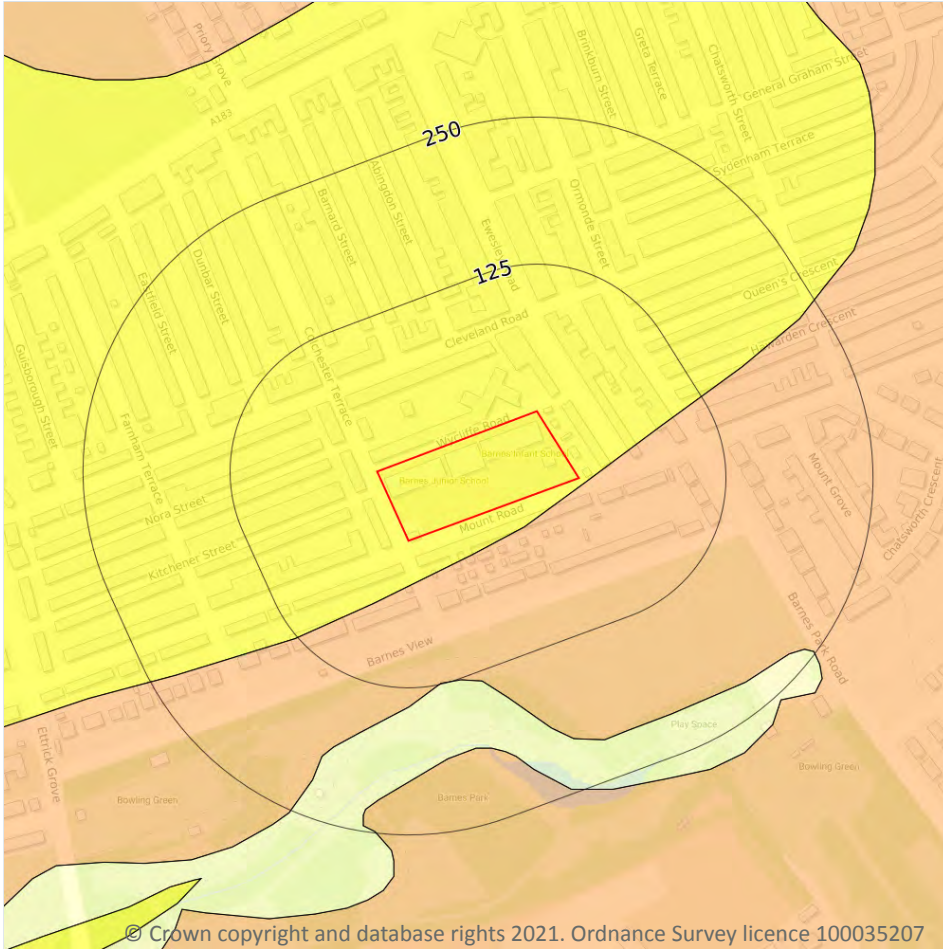 Priory Grove
A183
Brinkburn Street
Greta Terrace
Chatsworth Street
General Graham Street
Sydenham Terrace
250
Abingdon Street
Barnard Street
Ormonde Street
Dunbar Street
Eastfield Street
125
Queen's Crescent
Hawarden Crescent
Cleveland Road
Colchester Terrace
Guisborough Street
Farnham Terrace
Wycliffe Road
Barnes Infant School
Barnes Junior School
Mount Road
Nora Street
Kitchener Street
Mount Grove
Chatsworth Crescent
Barnes View
Barnes Park Road
Ettrick Grove
Play Space
Bowling Green
Barnes Park
Bowling Green
© Crown copyright and database rights 2021. Ordnance Survey licence 100035207